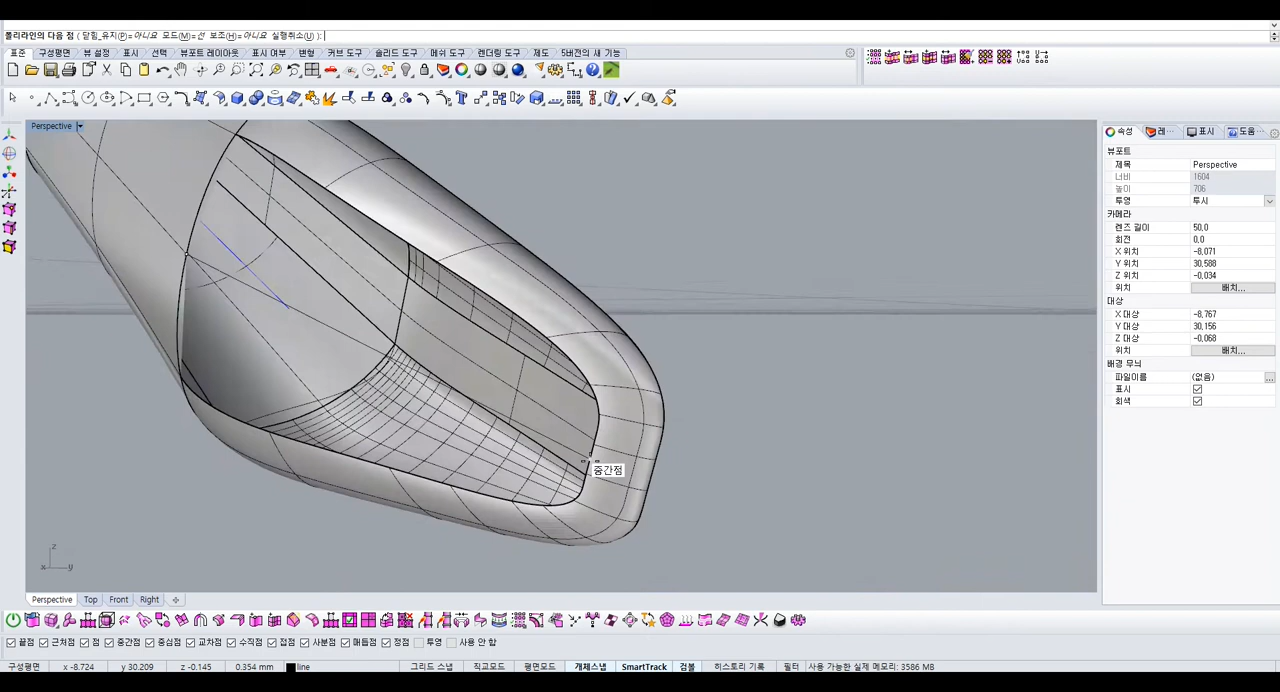 폴리라인의 다음 점 ( 닫힘_유지(P)=아니요 모드(M)=선 보조(H)=아니요 실행취소(U) ):
표준 구성평면 뷰 설정 표시 선택 뷰포트 레이아웃 표시 여부 변형 커브 도구 솔리드 도구 메쉬 도구 렌더링 도구 제도 5버전의 새 기능
Perspective
속성 레··· 표시 도움···
뷰포트
제목 Perspective
너비 1604
높이 706
투영 투시
카메라
렌즈 길이 50.0
회전 0.0
X 위치 -8,071
Y 위치 30,588
Z 위치 -0,034
위치 배치...
대상
X 대상 -8,767
Y 대상 30,156
Z 대상 -0,068
위치 배치...
배경 무늬
파일이름 (없음) ...
표시
회색
중간점
z
x y
Perspective Top Front Right
끝점 근처점 점 중간점 중심점 교차점 수직점 접점 사분점 매듭점 정점 투영 사용 안 함
구성평면 x -8.724 y 30.209 z -0.145 0.354 mm line 그리드 스냅 직교모드 평면모드 개체스냅 SmartTrack 검볼 히스토리 기록 필터 사용 가능한 실제 메모리: 3586 MB